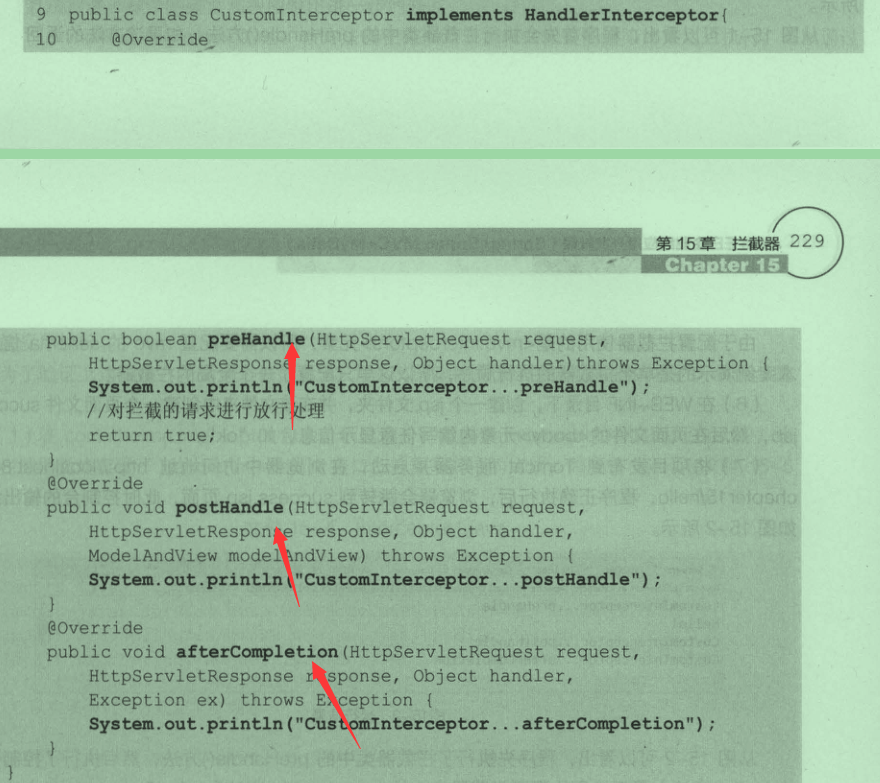 9 public class CustomInterceptor implements HandlerInterceptor{
10 @Override
第 15 章 拦截器 229
Chapter 15
public boolean preHandle(HttpServletRequest request,
HttpServletResponse response, Object handler)throws Exception {
System.out.println("CustomInterceptor...preHandle");
//对拦截的请求进行放行处理
return true;
}
@Override
public void postHandle(HttpServletRequest request,
HttpServletResponse response, Object handler,
ModelAndView modelAndView) throws Exception {
System.out.println("CustomInterceptor...postHandle");
}
@Override
public void afterCompletion(HttpServletRequest request,
HttpServletResponse response, Object handler,
Exception ex) throws Exception {
System.out.println("CustomInterceptor...afterCompletion");
}
}